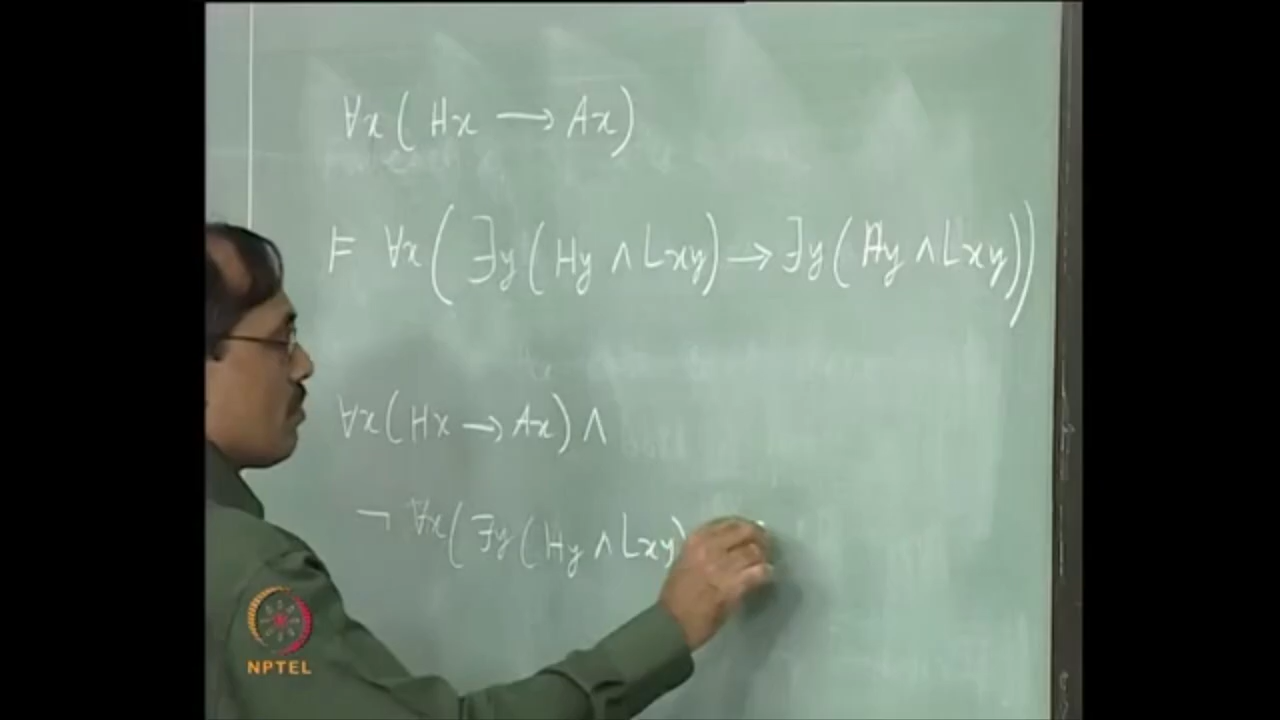 ∀x( Hx ⟶ Ax)
⊨ ∀x( ∃y( Hy ∧ Lxy) → ∃y( Ay ∧ Lxy))
∀x( Hx → Ax) ∧
¬ ∀x( ∃y( Hy ∧ Lxy)
NPTEL